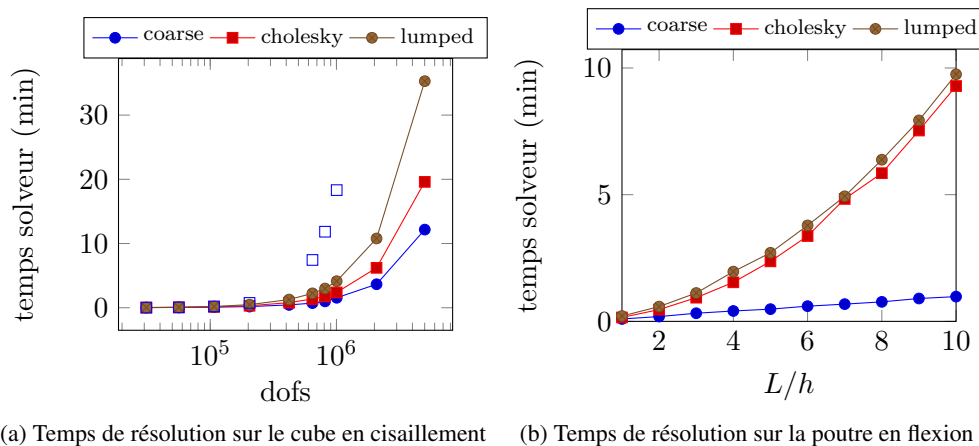 coarse cholesky lumped
temps solveur (min)
30
20
10
0
10^5 10^6
dofs
(a) Temps de résolution sur le cube en cisaillement
coarse cholesky lumped
temps solveur (min)
10
5
0
2 4 6 8 10
L/h
(b) Temps de résolution sur la poutre en flexion